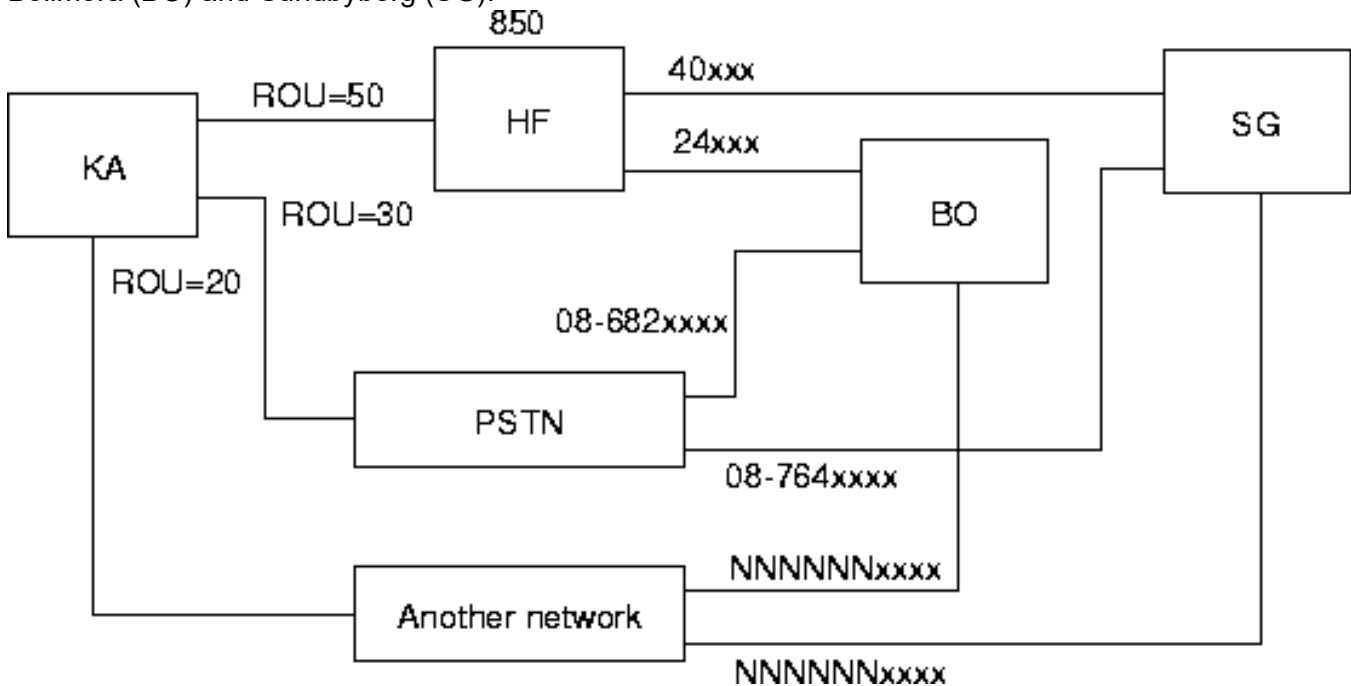 850
ROU=50
HF
40xxx
SG
KA
24xxx
BO
ROU=30
ROU=20
08-682xxxx
PSTN
08-764xxxx
NNNNNNxxxx
Another network
NNNNNNxxxx